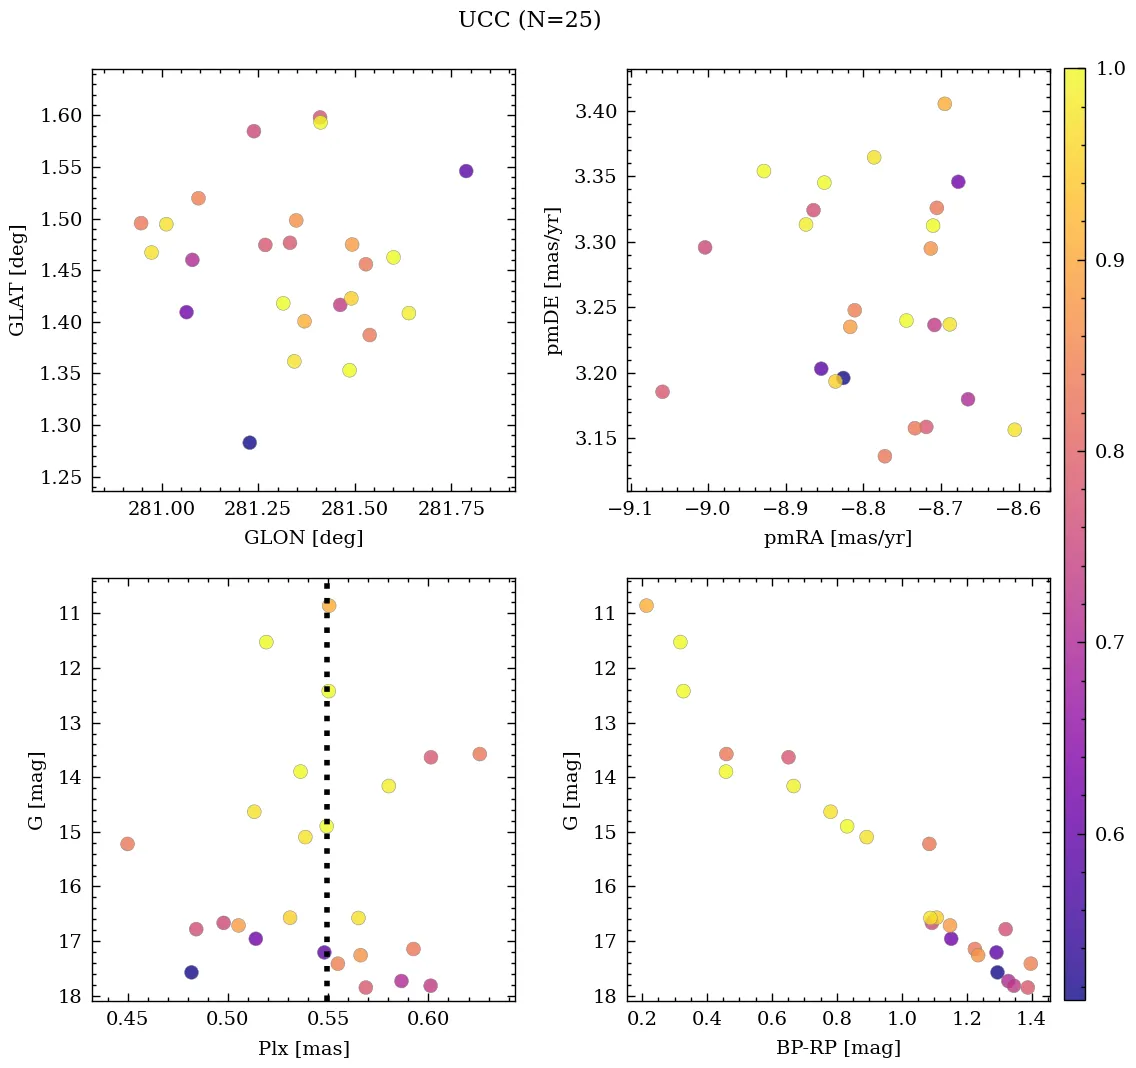 UCC (N=25)
1.60
1.55
1.50
1.45
1.40
1.35
1.30
1.25
GLAT [deg]
281.00 281.25 281.50 281.75
GLON [deg]
3.40
3.35
3.30
3.25
3.20
3.15
pmDE [mas/yr]
−9.1 −9.0 −8.9 −8.8 −8.7 −8.6
pmRA [mas/yr]
1.0
0.9
0.8
0.7
0.6
11
12
13
14
15
16
17
18
G [mag]
0.45 0.50 0.55 0.60
Plx [mas]
11
12
13
14
15
16
17
18
G [mag]
0.2 0.4 0.6 0.8 1.0 1.2 1.4
BP-RP [mag]